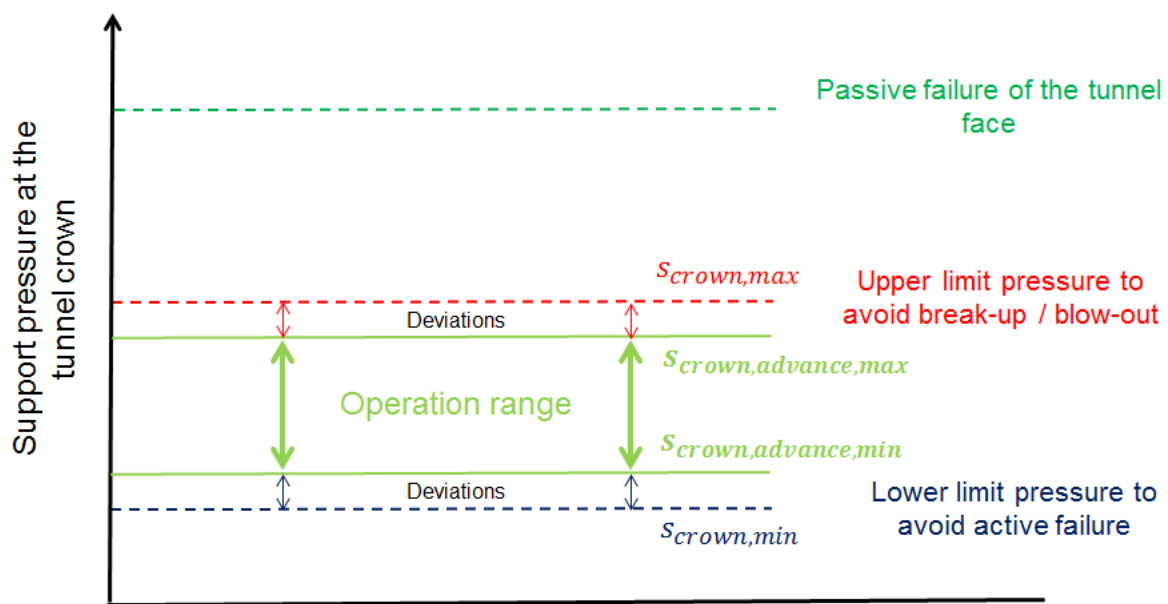 Support pressure at the
tunnel crown
Passive failure of the tunnel
face
s_crown,max
Upper limit pressure to
avoid break-up / blow-out
Deviations
s_crown,advance,max
Operation range
s_crown,advance,min
Deviations
Lower limit pressure to
avoid active failure
s_crown,min